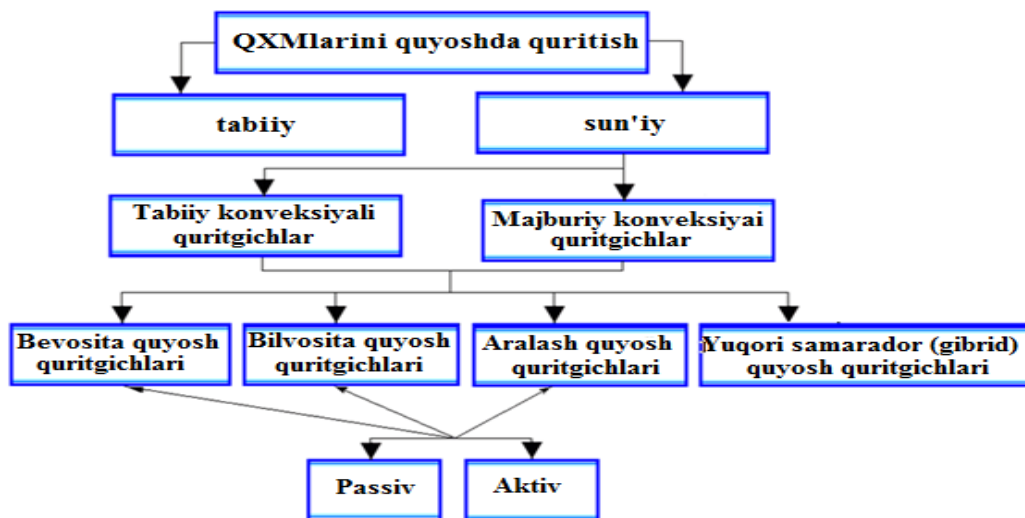 QXMlarini quyoshda quritish
tabiiy
sun'iy
Tabiiy konveksiyali
quritgichlar
Majburiy konveksiyai
quritgichlar
Bevosita quyosh
quritgichlari
Bilvosita quyosh
quritgichlari
Aralash quyosh
quritgichlari
Yuqori samarador (gibrid)
quyosh quritgichlari
Passiv
Aktiv